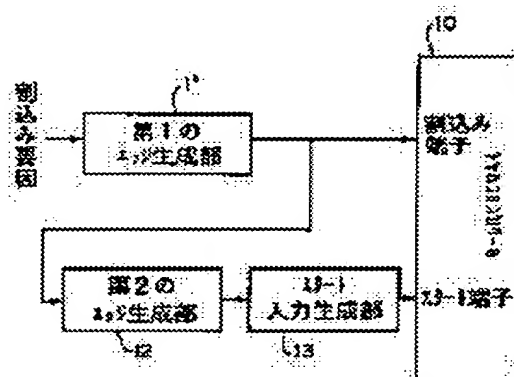 10
割込み要因
11
第1の
エッジ生成部
割込み
端子
第2の
エッジ生成部
12
スタート
入力生成部
13
スタート端子